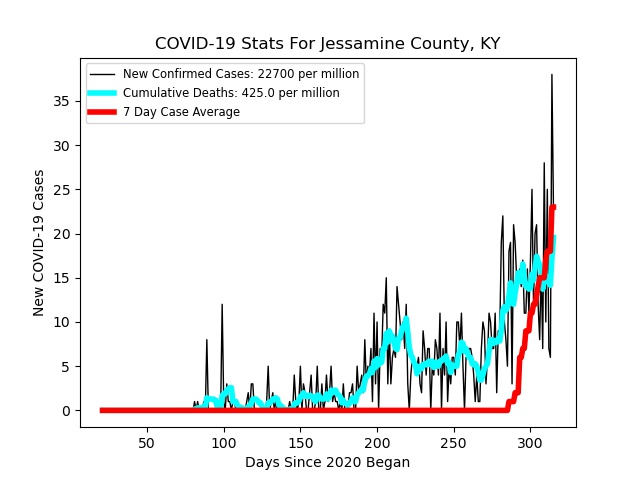 COVID-19 Stats For Jessamine County, KY
New Confirmed Cases: 22700 per million
Cumulative Deaths: 425.0 per million
7 Day Case Average
New COVID-19 Cases
35
30
25
20
15
10
5
0
50 100 150 200 250 300
Days Since 2020 Began